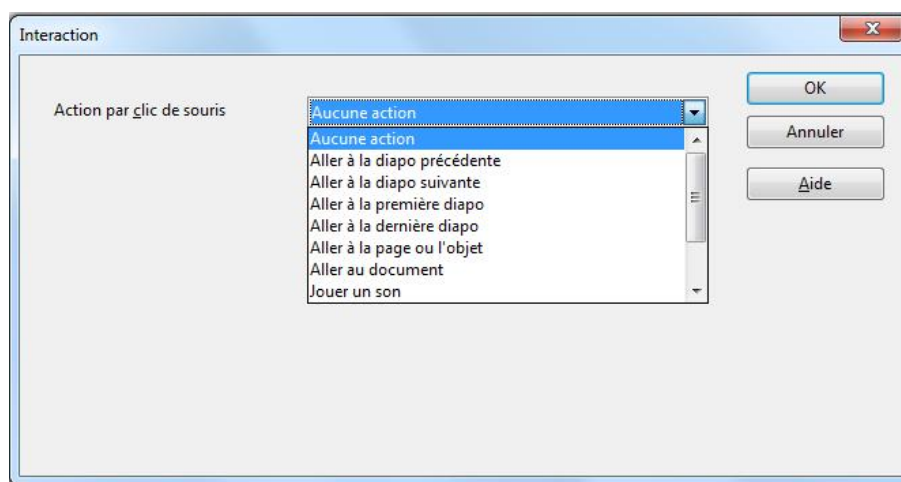 Interaction
Action par clic de souris
Aucune action
Aucune action
Aller à la diapo précédente
Aller à la diapo suivante
Aller à la première diapo
Aller à la dernière diapo
Aller à la page ou l'objet
Aller au document
Jouer un son
OK
Annuler
Aide